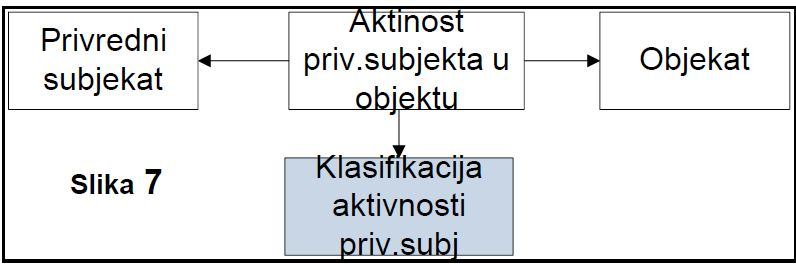 Privredni
subjekat
Aktinost
priv.subjekta u
objektu
Objekat
Klasifikacija
aktivnosti
priv.subj
Slika 7